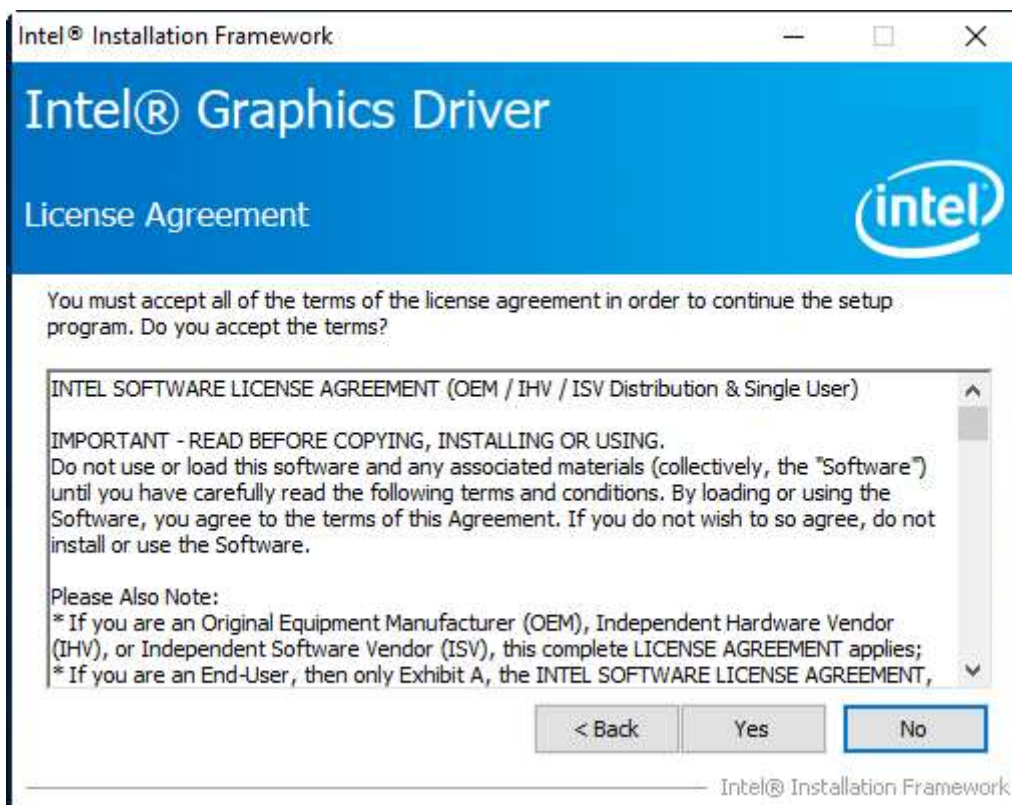 Intel® Installation Framework
Intel® Graphics Driver
License Agreement
intel
You must accept all of the terms of the license agreement in order to continue the setup
program. Do you accept the terms?
INTEL SOFTWARE LICENSE AGREEMENT (OEM / IHV / ISV Distribution & Single User)
IMPORTANT - READ BEFORE COPYING, INSTALLING OR USING.
Do not use or load this software and any associated materials (collectively, the "Software")
until you have carefully read the following terms and conditions. By loading or using the
Software, you agree to the terms of this Agreement. If you do not wish to so agree, do not
install or use the Software.
Please Also Note:
* If you are an Original Equipment Manufacturer (OEM), Independent Hardware Vendor
(IHV), or Independent Software Vendor (ISV), this complete LICENSE AGREEMENT applies;
* If you are an End-User, then only Exhibit A, the INTEL SOFTWARE LICENSE AGREEMENT,
< Back Yes No
Intel® Installation Framework